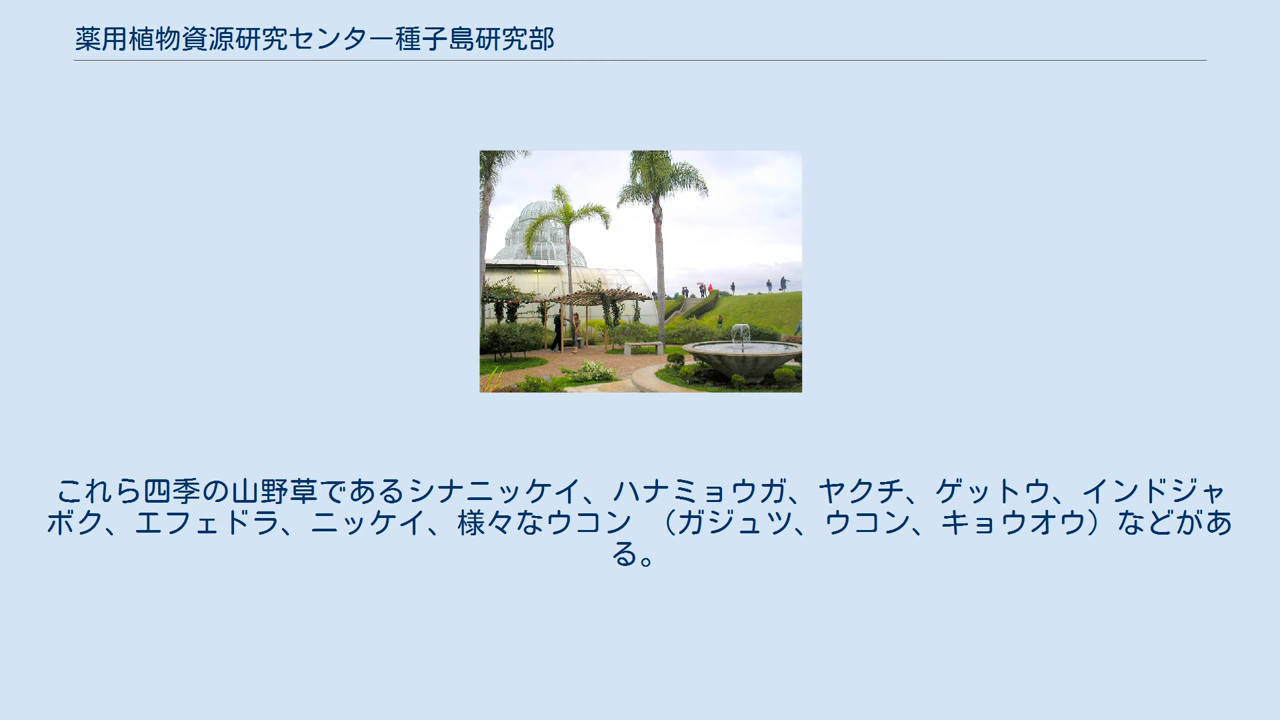 薬用植物資源研究センター種子島研究部
これら四季の山野草であるシナニッケイ、ハナミョウガ、ヤクチ、ゲットウ、インドジャ
ボク、エフェドラ、ニッケイ、様々なウコン　（ガジュツ、ウコン、キョウオウ）などがあ
る。